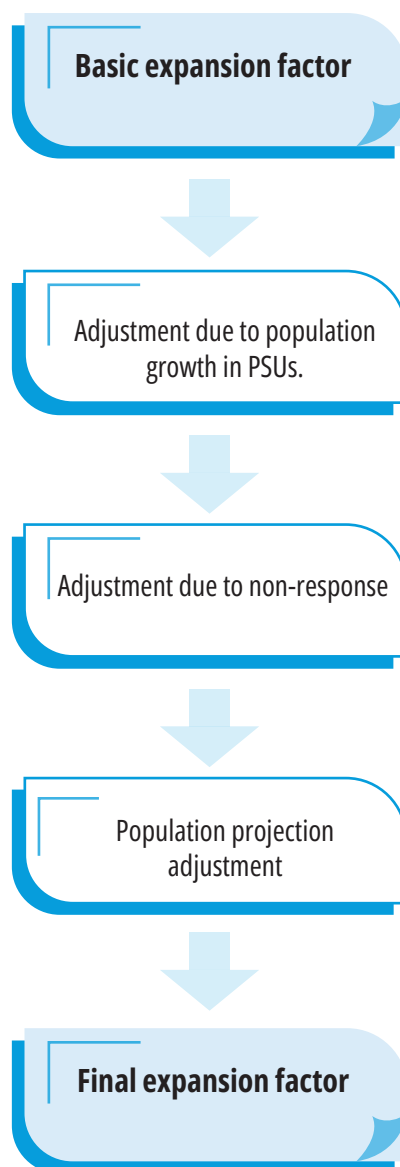 Basic expansion factor
Adjustment due to population
growth in PSUs.
Adjustment due to non-response
Population projection
adjustment
Final expansion factor